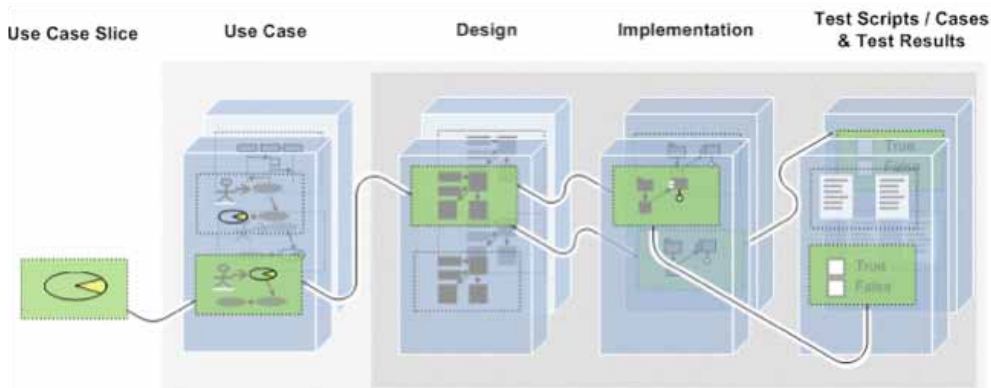 Use Case Slice
Use Case
Design
Implementation
Test Scripts / Cases
& Test Results
True
False
True
False